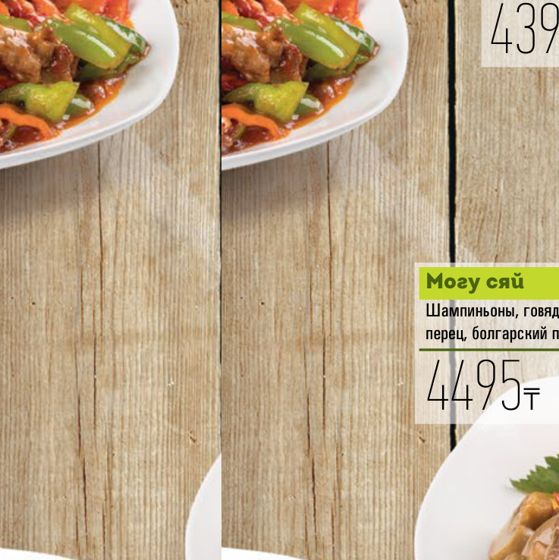 439
Могу сяй
Шампиньоны, говяд
перец, болгарский п
4495₸